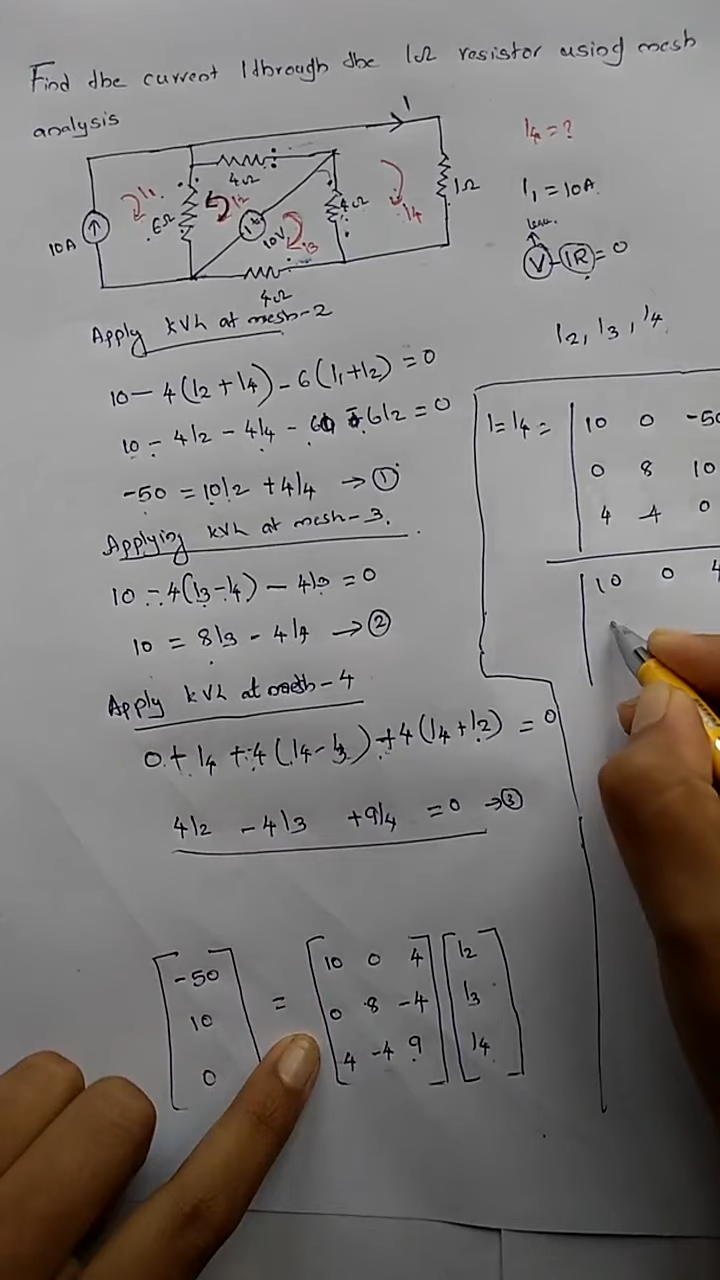 Find the current I through the 1Ω resistor using mesh
analysis
I
4Ω
I1
6Ω
I2
10V
I3
4Ω
I4
1Ω
10A
4Ω
I4 = ?
I1 = 10A
V - IR = 0
I2, I3, I4
Apply KVL at mesh-2
10 - 4(I2 + I4) - 6(I1 + I2) = 0
10 - 4I2 - 4I4 - 60 - 6I2 = 0
-50 = 10I2 + 4I4 → ①
Applying KVL at mesh-3.
10 - 4(I3 - I4) - 4I3 = 0
10 = 8I3 - 4I4 → ②
Apply KVL at mesh-4
0 + I4 + 4(I4 - I3) + 4(I4 + I2) = 0
4I2 - 4I3 + 9I4 = 0 → ③
I = I4 =
10 0 -50
0 8 10
4 -4 0
10 0 4
-50 = 10 0 4 I2
10 0 8 -4 I3
0 4 -4 9 I4